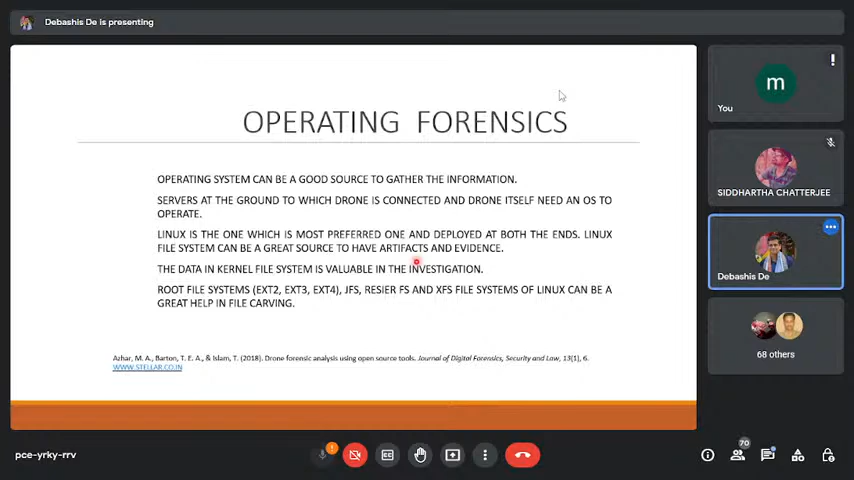 Debashis De is presenting
OPERATING FORENSICS
OPERATING SYSTEM CAN BE A GOOD SOURCE TO GATHER THE INFORMATION.
SERVERS AT THE GROUND TO WHICH DRONE IS CONNECTED AND DRONE ITSELF NEED AN OS TO
OPERATE.
LINUX IS THE ONE WHICH IS MOST PREFERRED ONE AND DEPLOYED AT BOTH THE ENDS. LINUX
FILE SYSTEM CAN BE A GREAT SOURCE TO HAVE ARTIFACTS AND EVIDENCE.
THE DATA IN KERNEL FILE SYSTEM IS VALUABLE IN THE INVESTIGATION.
ROOT FILE SYSTEMS (EXT2, EXT3, EXT4), JFS, RESIER FS AND XFS FILE SYSTEMS OF LINUX CAN BE A
GREAT HELP IN FILE CARVING.
Azhar, M. A., Barton, T. E. A., & Islam, T. (2018). Drone forensic analysis using open source tools. Journal of Digital Forensics, Security and Law, 13(1), 6.
WWW.STELLAR.CO.IN
m
You
SIDDHARTHA CHATTERJEE
Debashis De
68 others
pce-yrky-rrv
70